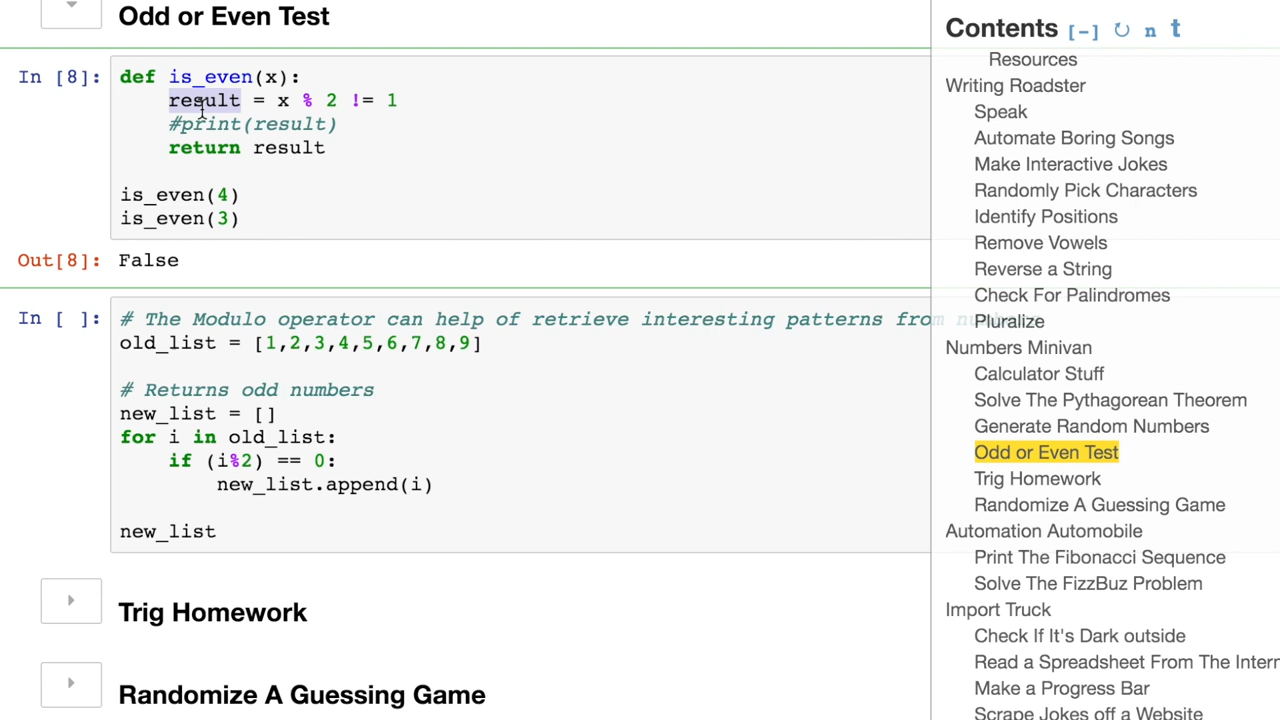 Odd or Even Test
In [8]:
def is_even(x):
result = x % 2 != 1
#print(result)
return result
is_even(4)
is_even(3)
Out[8]: False
In [ ]:
# The Modulo operator can help of retrieve interesting patterns from
old_list = [1,2,3,4,5,6,7,8,9]
# Returns odd numbers
new_list = []
for i in old_list:
if (i%2) == 0:
new_list.append(i)
new_list
Trig Homework
Randomize A Guessing Game
Contents [-] ↻ n t
Resources
Writing Roadster
Speak
Automate Boring Songs
Make Interactive Jokes
Randomly Pick Characters
Identify Positions
Remove Vowels
Reverse a String
Check For Palindromes
Pluralize
Numbers Minivan
Calculator Stuff
Solve The Pythagorean Theorem
Generate Random Numbers
Odd or Even Test
Trig Homework
Randomize A Guessing Game
Automation Automobile
Print The Fibonacci Sequence
Solve The FizzBuz Problem
Import Truck
Check If It's Dark outside
Read a Spreadsheet From The Intern
Make a Progress Bar
Scrape Jokes off a Website